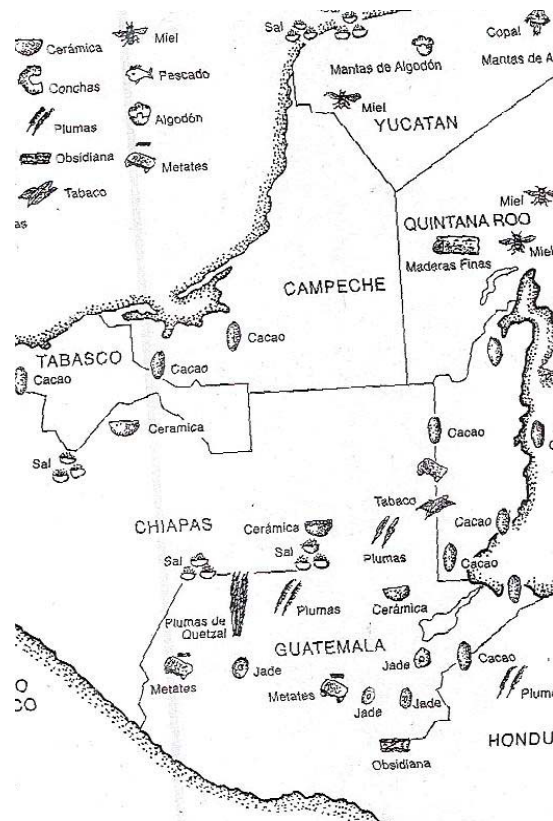 Cerámica
Miel
Conchas
Pescado
Plumas
Algodón
Obsidiana
Metates
Tabaco
as
Sal
Mantas de Algodón
Copal
Mantas de A
Miel
YUCATAN
Miel
QUINTANA ROO
Maderas Finas
Miel
CAMPECHE
Cacao
TABASCO
Cacao
Cacao
Ceramica
Sal
Cacao
Tabaco
Cacao
CHIAPAS
Cerámica
Plumas
Sal
Sal
Cacao
Plumas de
Quetzal
Plumas
Cerámica
GUATEMALA
Metates
Jade
Jade
Cacao
Metates
Jade
Jade
Plum
O
CO
Obsidiana
HONDU